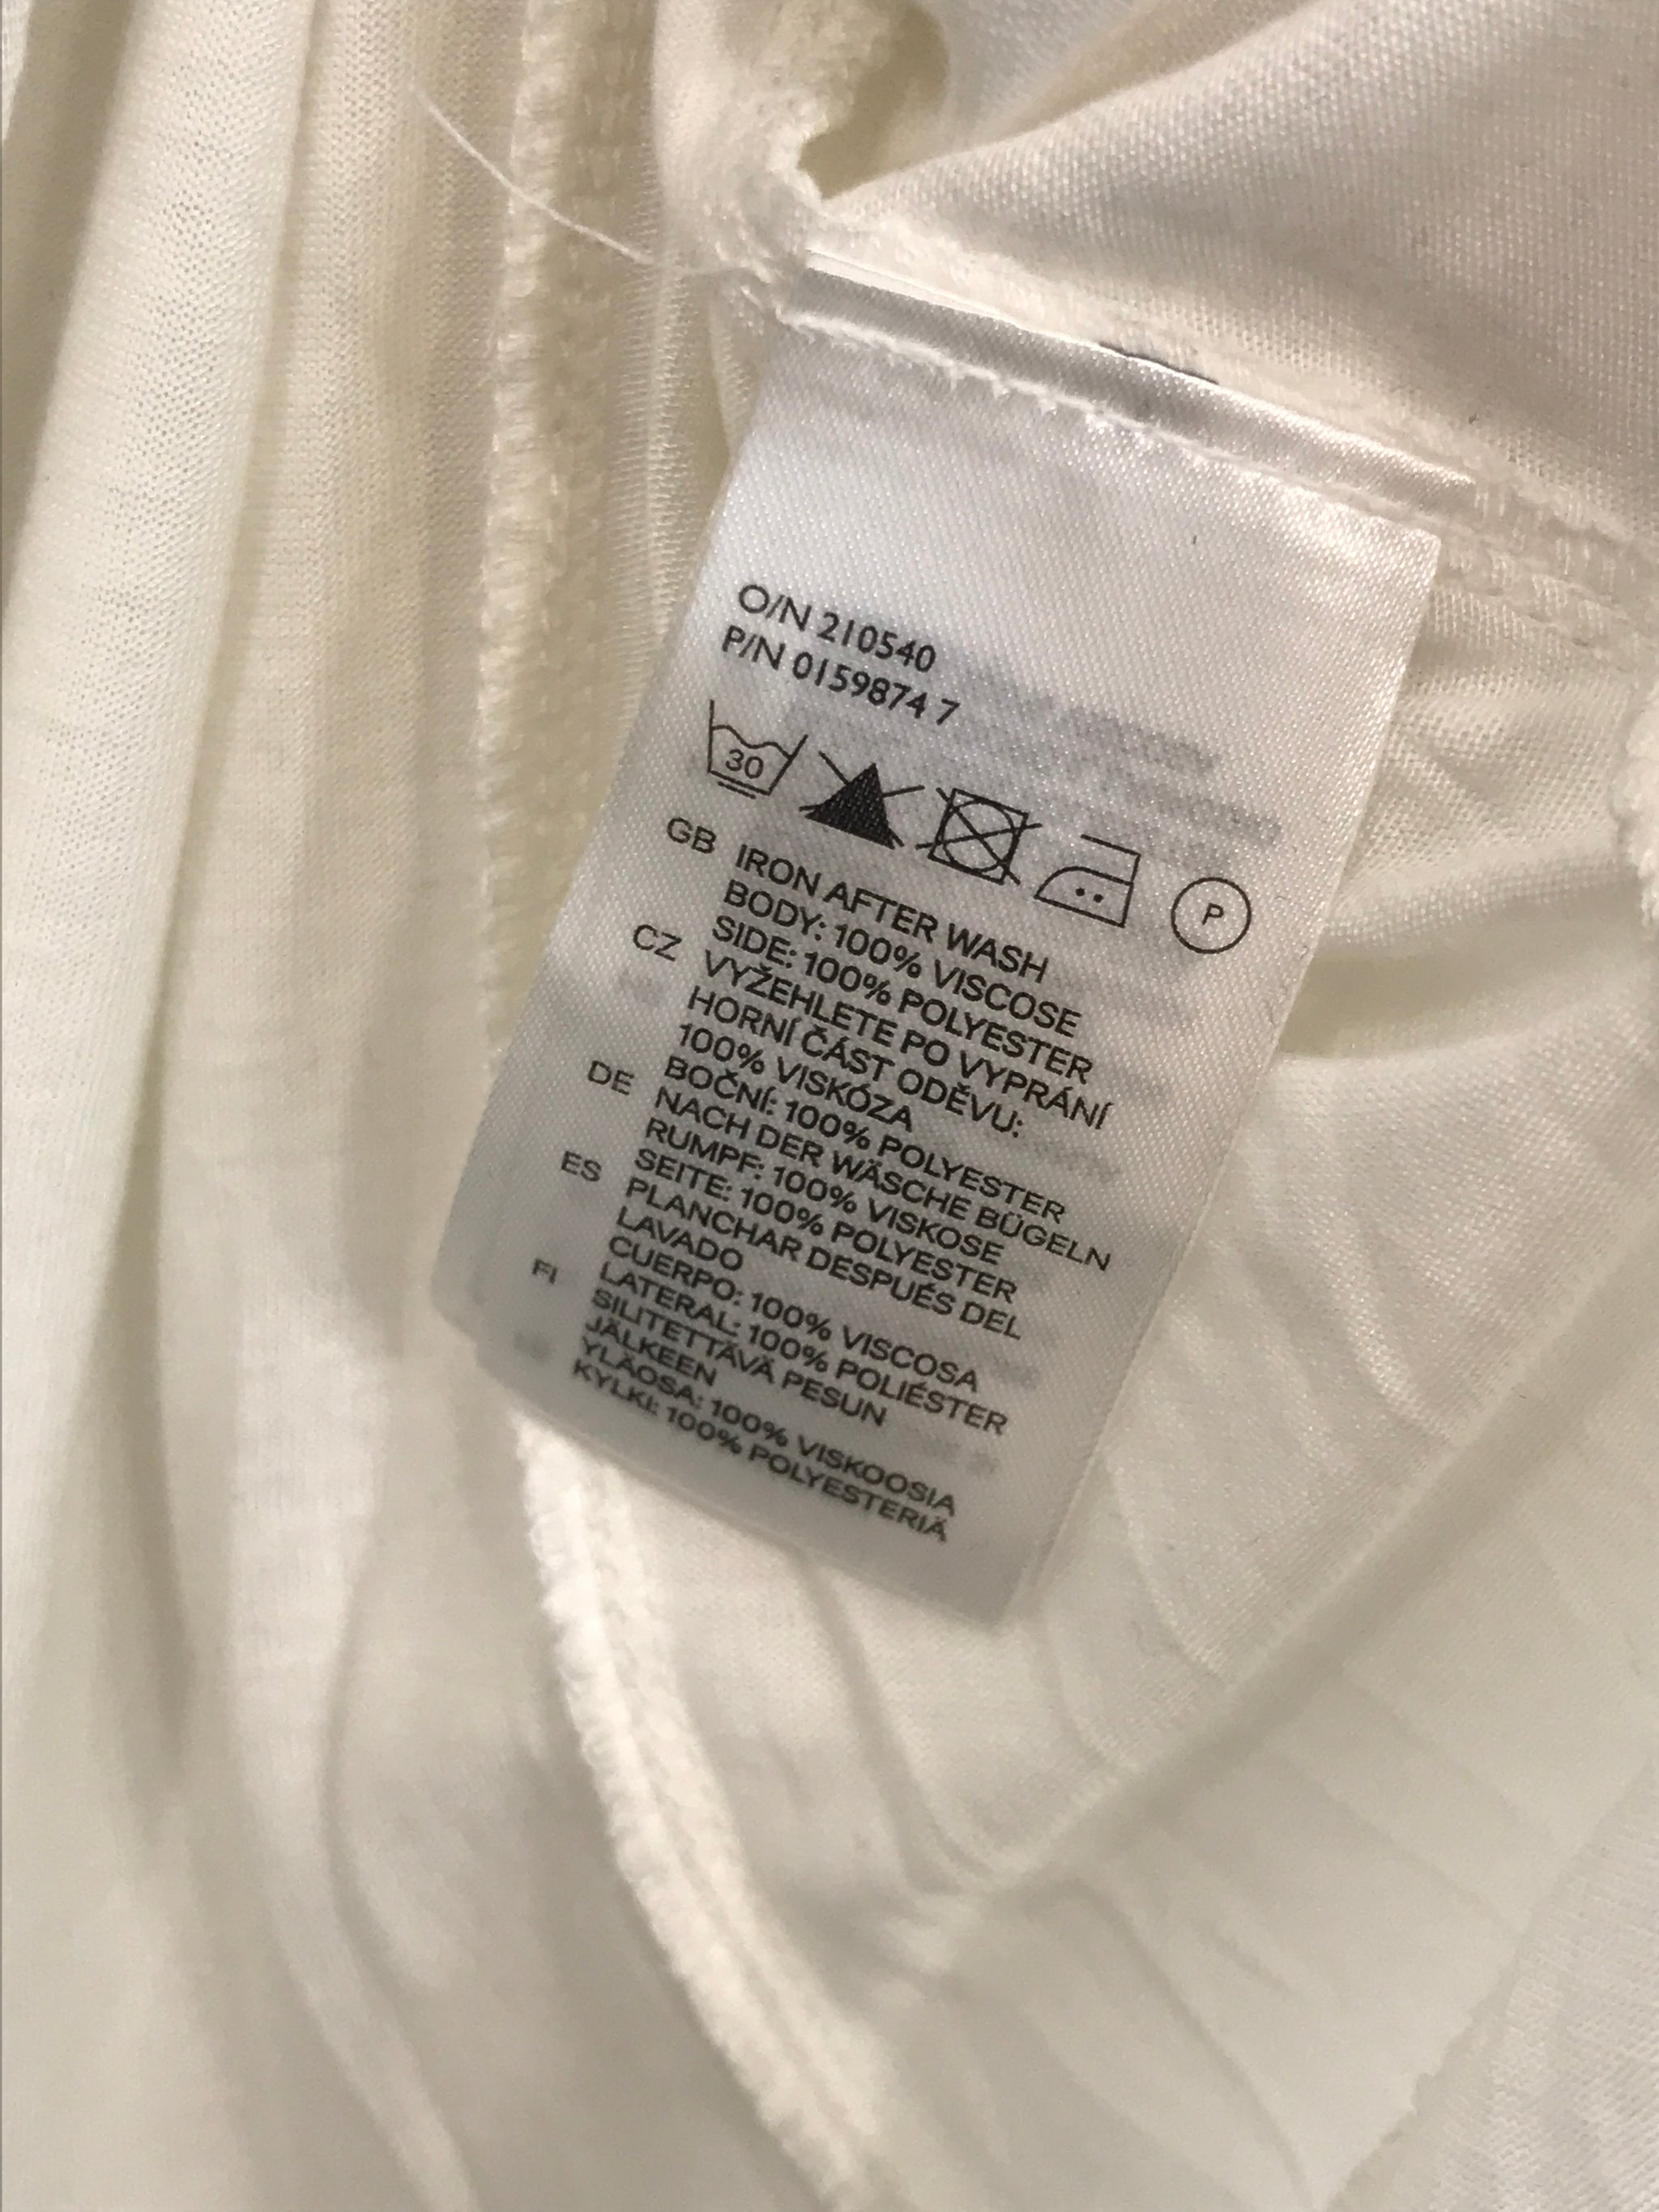 O/N 210540
P/N 0159874 7
30
P
GB IRON AFTER WASH
BODY: 100% VISCOSE
SIDE: 100% POLYESTER
CZ VYŽEHLETE PO VYPRÁNÍ
HORNÍ ČÁST ODĚVU:
100% VISKÓZA
BOČNÍ: 100% POLYESTER
DE NACH DER WÄSCHE BÜGELN
RUMPF: 100% VISKOSE
SEITE: 100% POLYESTER
ES PLANCHAR DESPUÉS DEL
LAVADO
CUERPO: 100% VISCOSA
LATERAL: 100% POLIÉSTER
FI SILITETTÄVÄ PESUN
JÄLKEEN
YLÄOSA: 100% VISKOOSIA
KYLKI: 100% POLYESTERIÄ